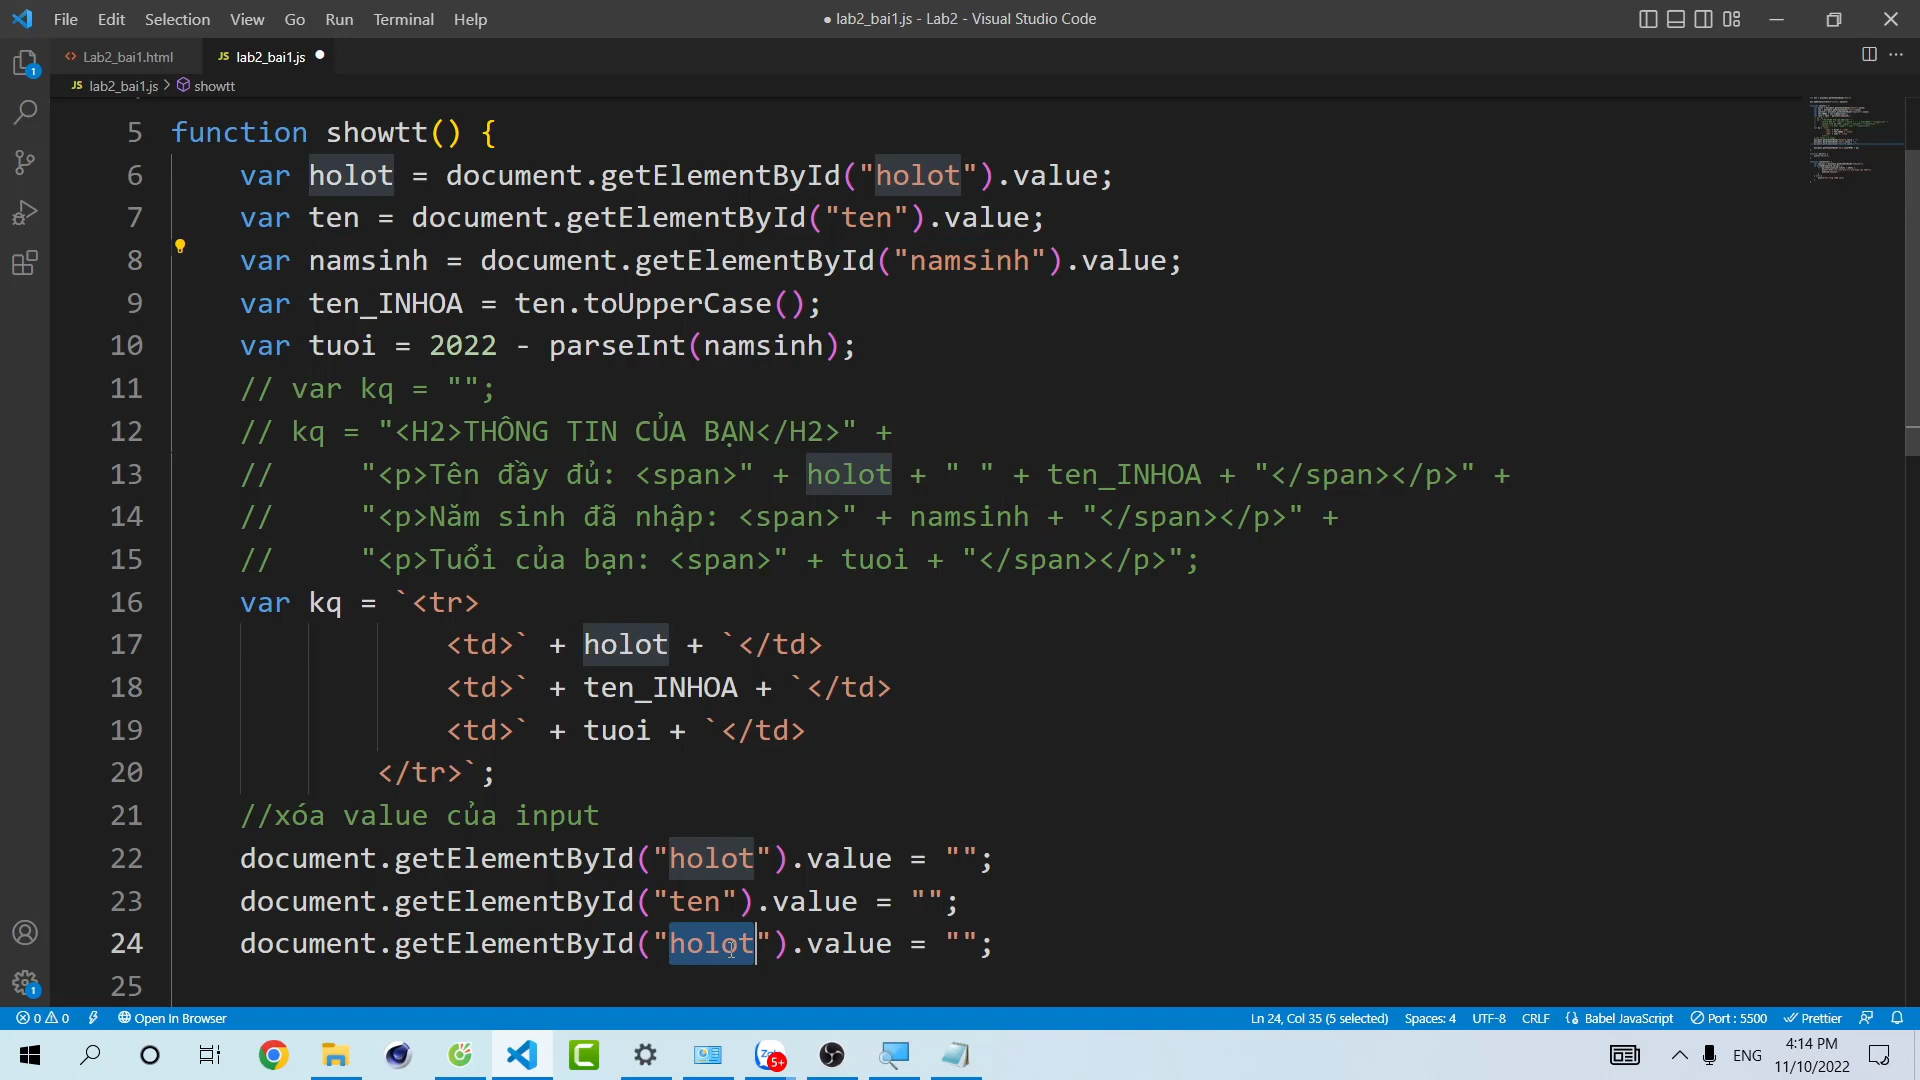 File Edit Selection View Go Run Terminal Help
● lab2_bai1.js - Lab2 - Visual Studio Code
<> Lab2_bai1.html
JS lab2_bai1.js ●
JS lab2_bai1.js > showtt
5 function showtt() {
6 var holot = document.getElementById("holot").value;
7 var ten = document.getElementById("ten").value;
8 var namsinh = document.getElementById("namsinh").value;
9 var ten_INHOA = ten.toUpperCase();
10 var tuoi = 2022 - parseInt(namsinh);
11 // var kq = "";
12 // kq = "<H2>THÔNG TIN CỦA BẠN</H2>" +
13 //     "<p>Tên đầy đủ: <span>" + holot + " " + ten_INHOA + "</span></p>" +
14 //     "<p>Năm sinh đã nhập: <span>" + namsinh + "</span></p>" +
15 //     "<p>Tuổi của bạn: <span>" + tuoi + "</span></p>";
16 var kq = `<tr>
17 <td>` + holot + `</td>
18 <td>` + ten_INHOA + `</td>
19 <td>` + tuoi + `</td>
20 </tr>`;
21 //xóa value của input
22 document.getElementById("holot").value = "";
23 document.getElementById("ten").value = "";
24 document.getElementById("holot").value = "";
25
1
1
0 0 Open In Browser
Ln 24, Col 35 (5 selected) Spaces: 4 UTF-8 CRLF Babel JavaScript Port : 5500 Prettier
5+
ENG
4:14 PM
11/10/2022